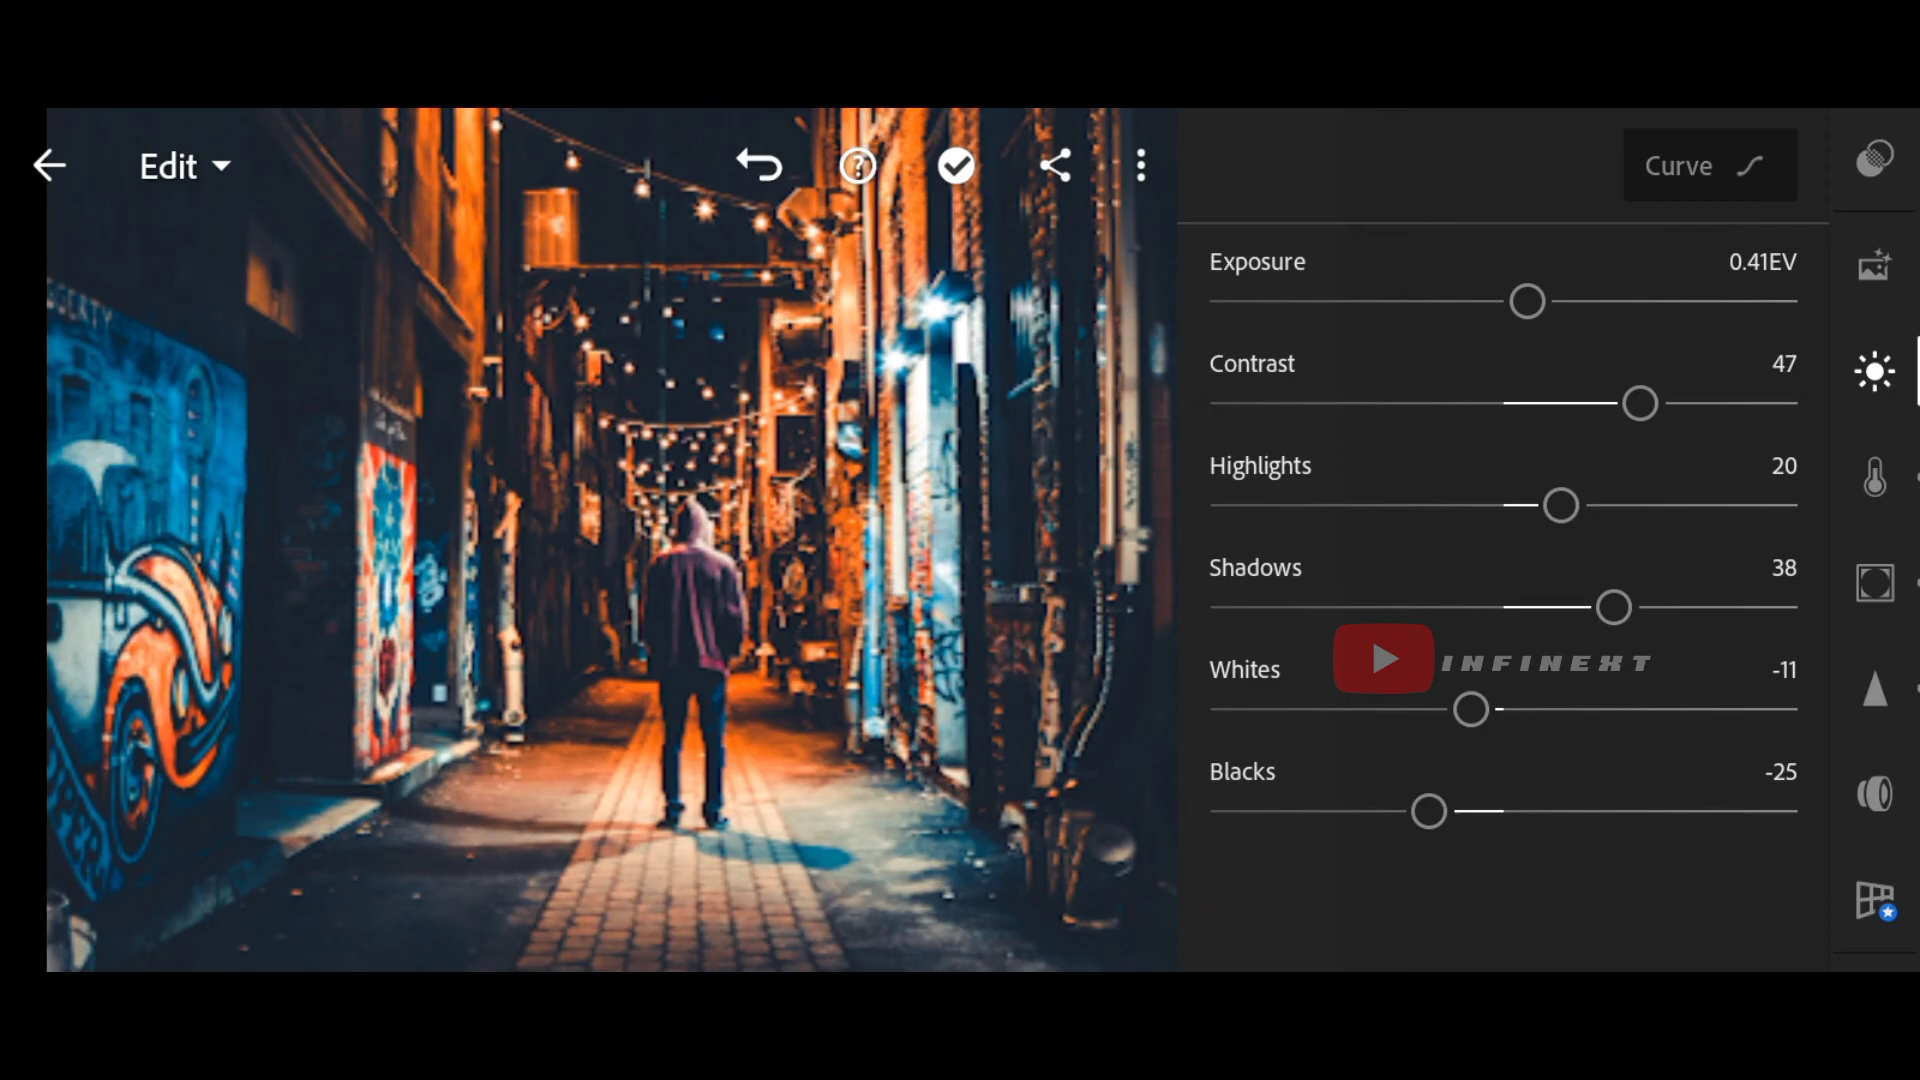 Edit
Curve
Exposure 0.41EV
Contrast 47
Highlights 20
Shadows 38
INFINEXT
Whites -11
Blacks -25